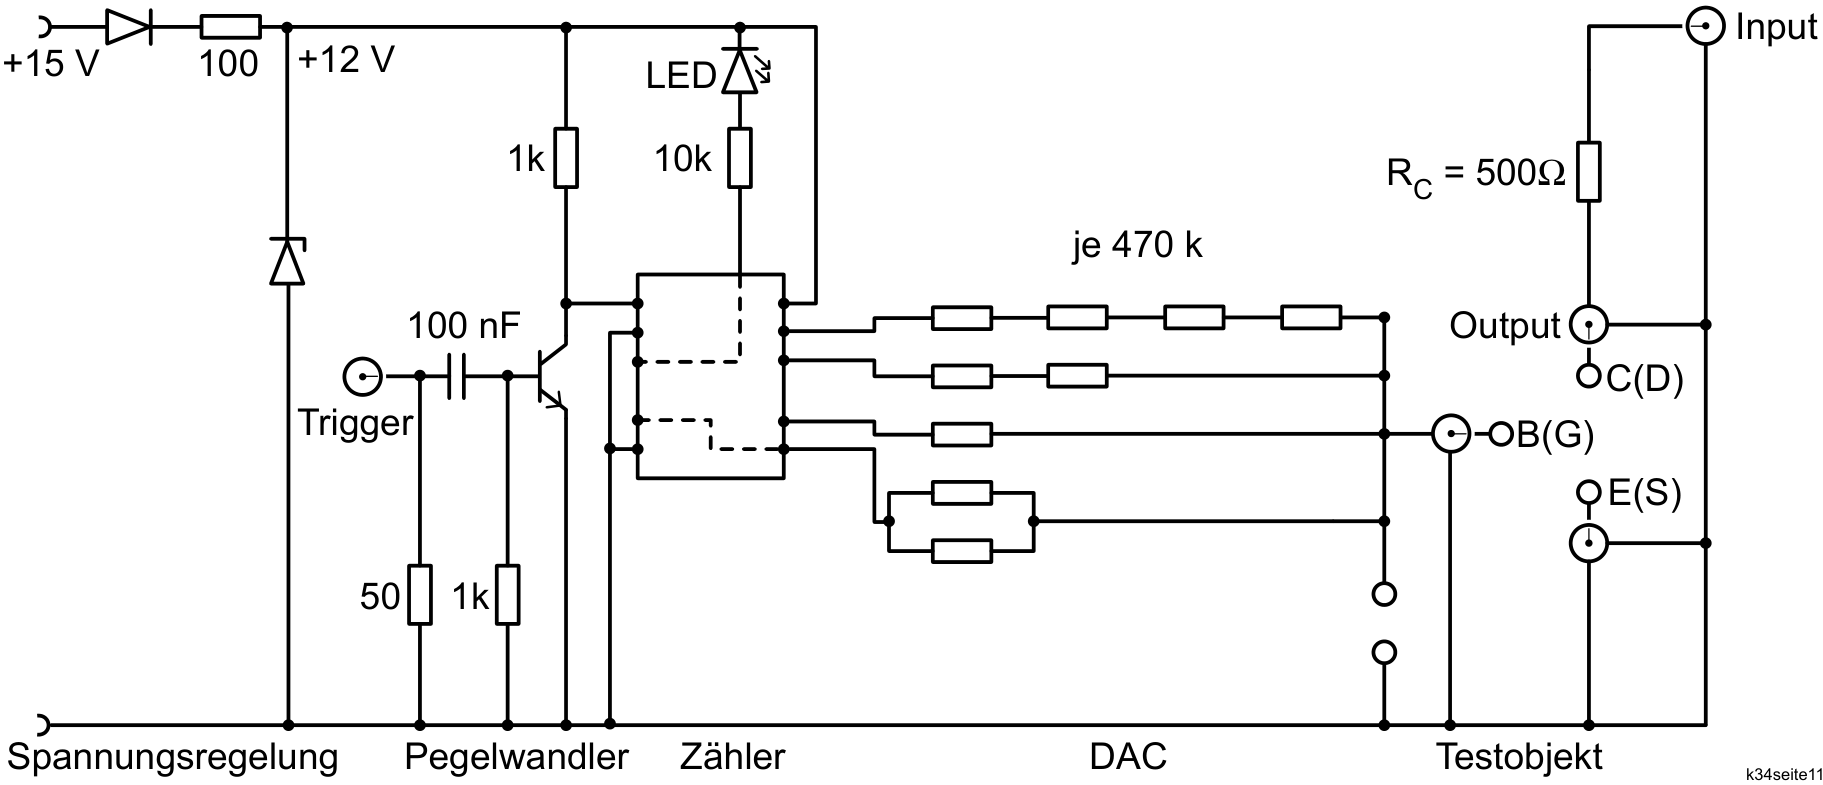 +15 V
100
+12 V
LED
1k
10k
Input
R_C = 500Ω
je 470 k
100 nF
Output
C(D)
Trigger
B(G)
E(S)
50
1k
Spannungsregelung
Pegelwandler
Zähler
DAC
Testobjekt
k34seite11